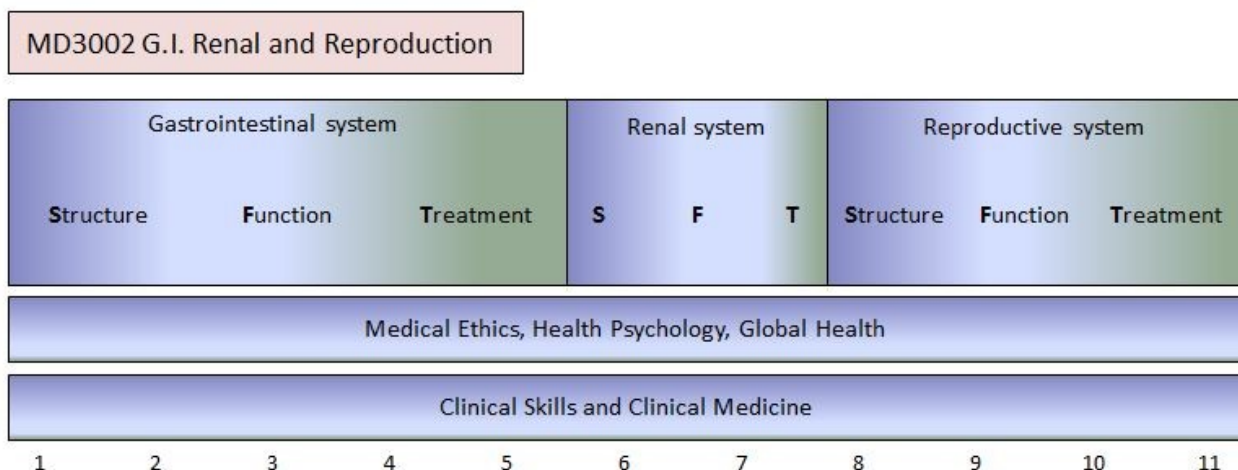 MD3002 G.I. Renal and Reproduction
Gastrointestinal system
Renal system
Reproductive system
Structure Function Treatment
S F T
Structure Function Treatment
Medical Ethics, Health Psychology, Global Health
Clinical Skills and Clinical Medicine
1 2 3 4 5 6 7 8 9 10 11